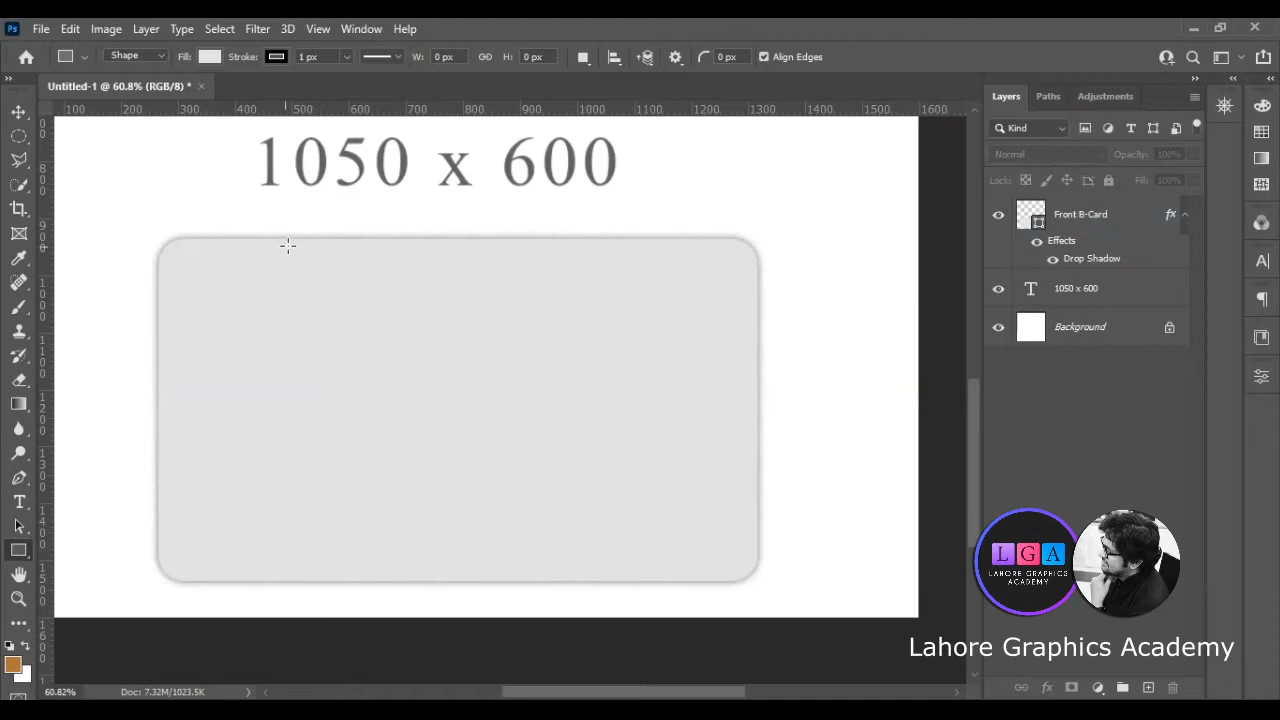 Ps File Edit Image Layer Type Select Filter 3D View Window Help
Shape Fill: Stroke: 1 px W: 0 px H: 0 px 0 px Align Edges
Untitled-1 @ 60.8% (RGB/8) * ×
Layers Paths Adjustments
100 200 300 400 500 600 700 800 900 1000 1100 1200 1300 1400 1500 1600
Kind
Normal Opacity: 100%
Lock: Fill: 100%
1050 x 600
Front B-Card fx
Effects
Drop Shadow
T 1050 x 600
Background
LGA
LAHORE GRAPHICS
ACADEMY
Lahore Graphics Academy
60.82% Doc: 7.32M/1023.5K